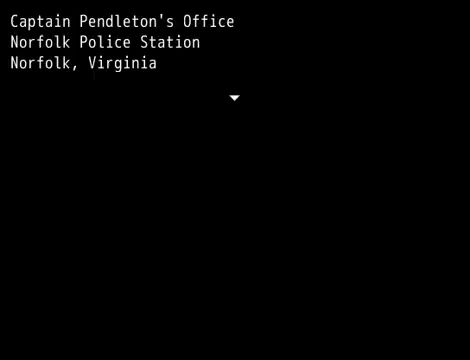 Captain Pendleton's Office
Norfolk Police Station
Norfolk, Virginia